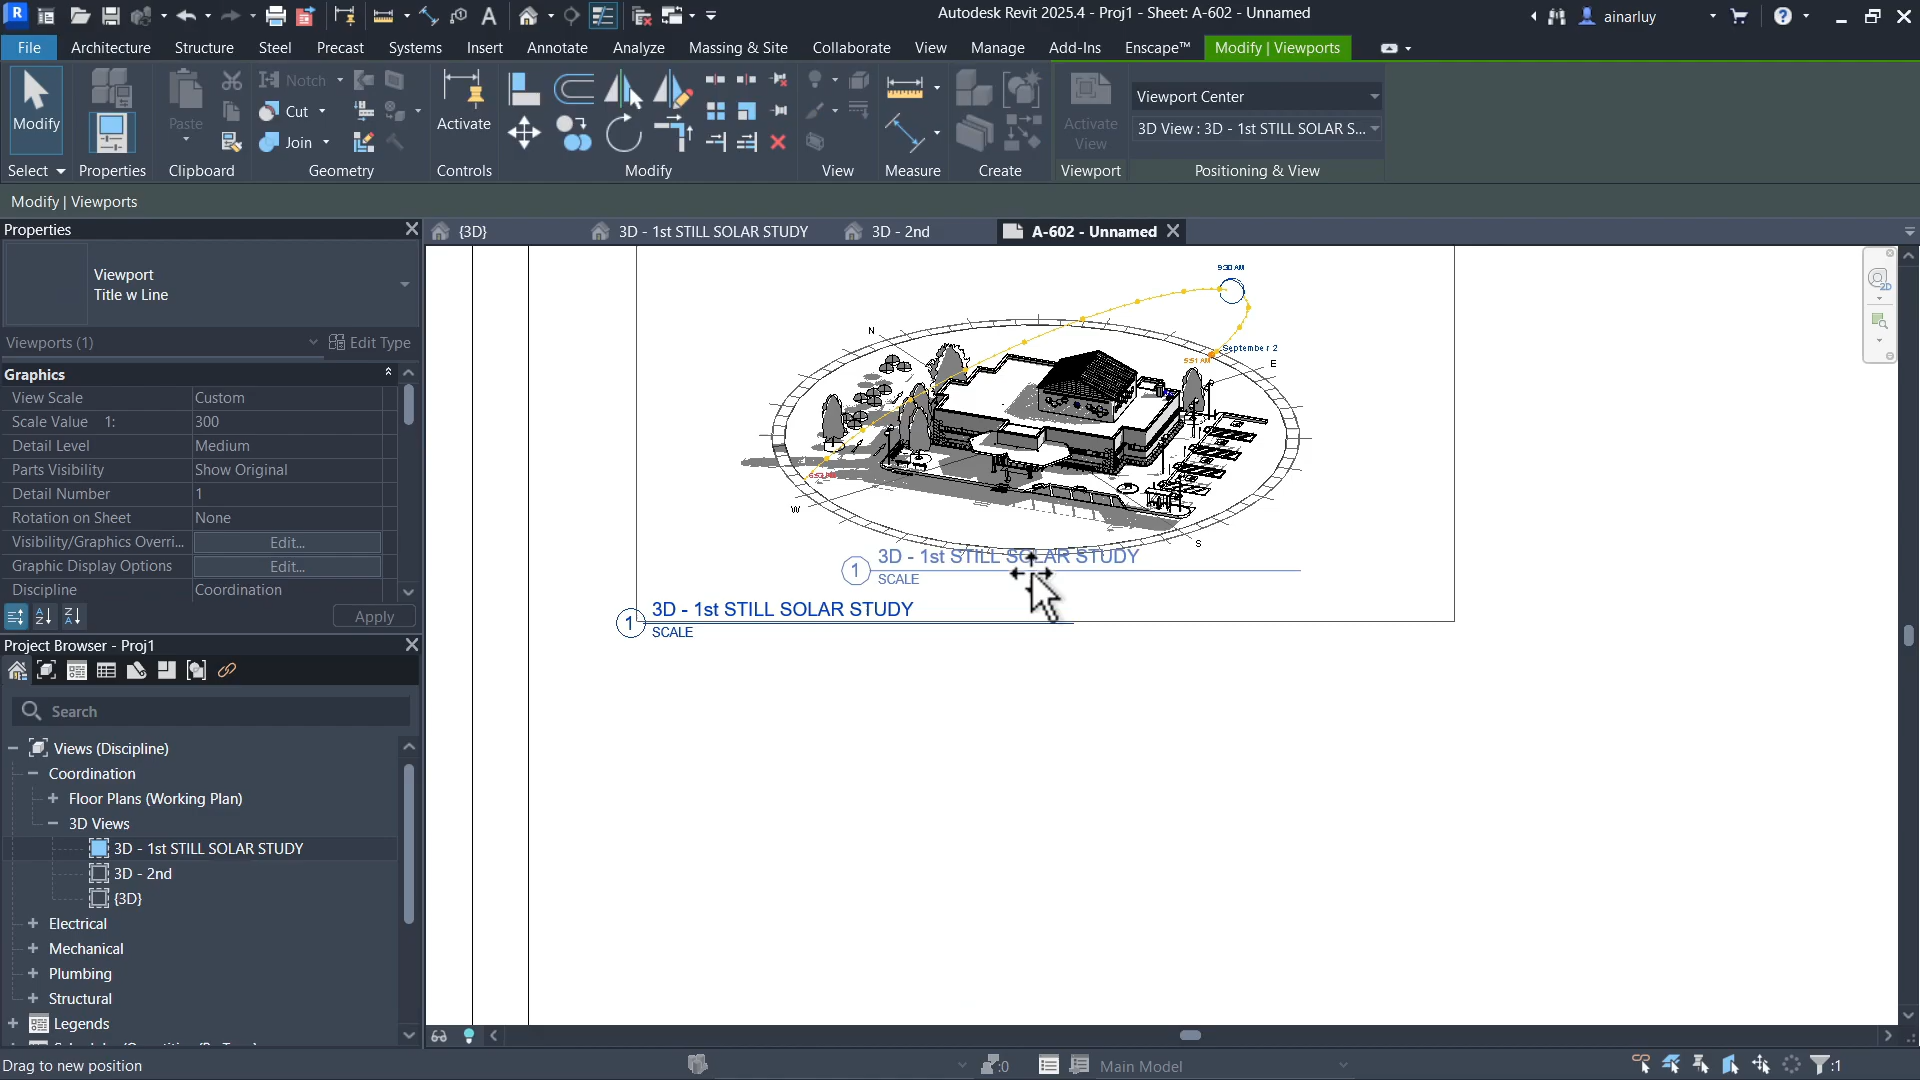 Autodesk Revit 2025.4 - Proj1 - Sheet: A-602 - Unnamed
ainarluy
File
Architecture
Structure
Steel
Precast
Systems
Insert
Annotate
Analyze
Massing & Site
Collaborate
View
Manage
Add-Ins
Enscape™
Modify | Viewports
Modify
Paste
Notch
Cut
Join
Activate
Activate
View
Viewport Center
3D View : 3D - 1st STILL SOLAR S...
Select
Properties
Clipboard
Geometry
Controls
Modify
View
Measure
Create
Viewport
Positioning & View
Modify | Viewports
Properties
Viewport
Title w Line
Viewports (1)
Edit Type
Graphics
View Scale Custom
Scale Value 1: 300
Detail Level Medium
Parts Visibility Show Original
Detail Number 1
Rotation on Sheet None
Visibility/Graphics Overri... Edit...
Graphic Display Options Edit...
Discipline Coordination
Apply
Project Browser - Proj1
Search
Views (Discipline)
Coordination
Floor Plans (Working Plan)
3D Views
3D - 1st STILL SOLAR STUDY
3D - 2nd
{3D}
Electrical
Mechanical
Plumbing
Structural
Legends
{3D}
3D - 1st STILL SOLAR STUDY
3D - 2nd
A-602 - Unnamed
9:30 AM
N
September 2
5:51 AM
E
W
S
1
3D - 1st STILL SOLAR STUDY
SCALE
1
3D - 1st STILL SOLAR STUDY
SCALE
2D
Drag to new position
:0
Main Model
:1